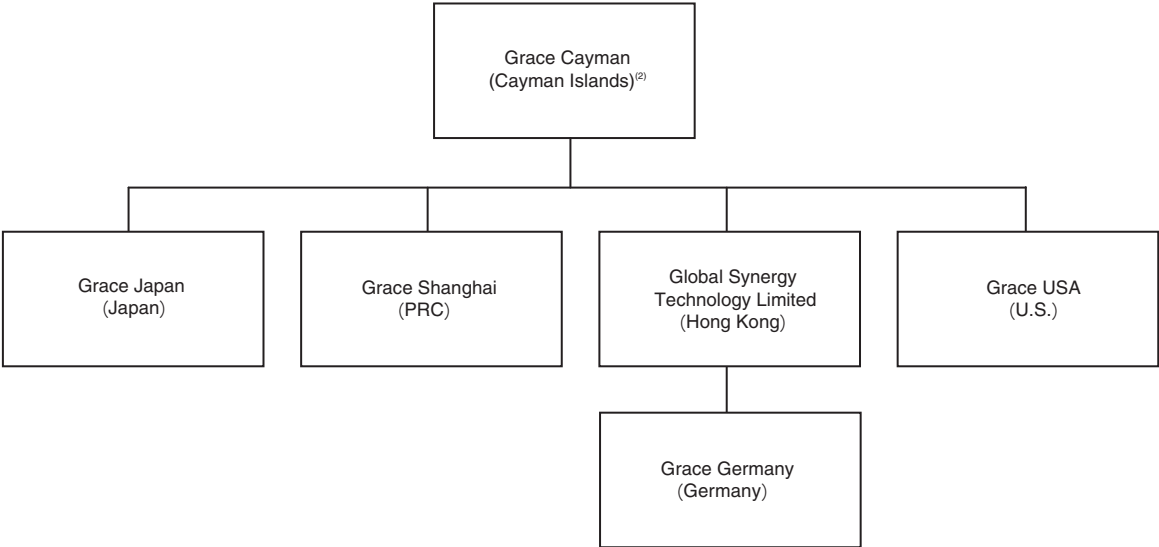 Grace Cayman
(Cayman Islands)(2)
Grace Japan
(Japan)
Grace Shanghai
(PRC)
Global Synergy
Technology Limited
(Hong Kong)
Grace USA
(U.S.)
Grace Germany
(Germany)